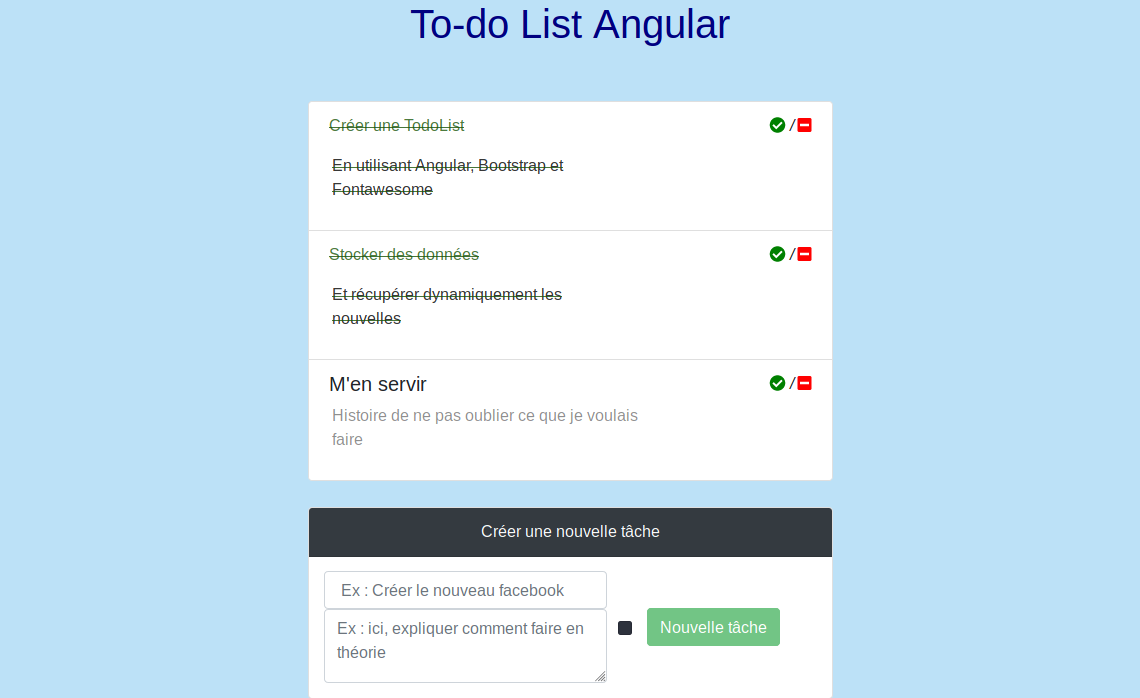 To-do List Angular
Créer une TodoList
/
En utilisant Angular, Bootstrap et
Fontawesome
Stocker des données
/
Et récupérer dynamiquement les
nouvelles
M'en servir
/
Histoire de ne pas oublier ce que je voulais
faire
Créer une nouvelle tâche
Ex : Créer le nouveau facebook
Ex : ici, expliquer comment faire en
théorie
Nouvelle tâche